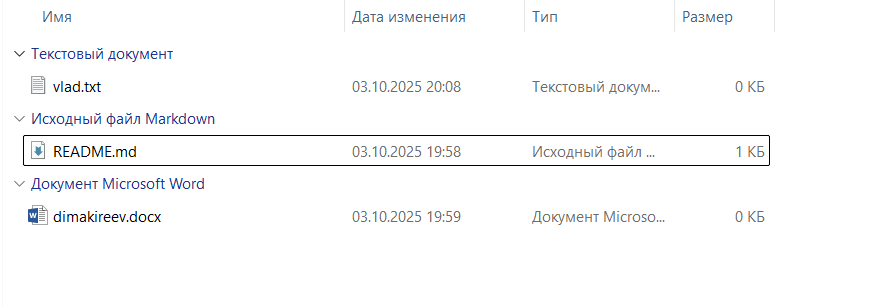 Имя Дата изменения Тип Размер
Текстовый документ
vlad.txt 03.10.2025 20:08 Текстовый докум... 0 КБ
Исходный файл Markdown
README.md 03.10.2025 19:58 Исходный файл ... 1 КБ
Документ Microsoft Word
dimakireev.docx 03.10.2025 19:59 Документ Microso... 0 КБ